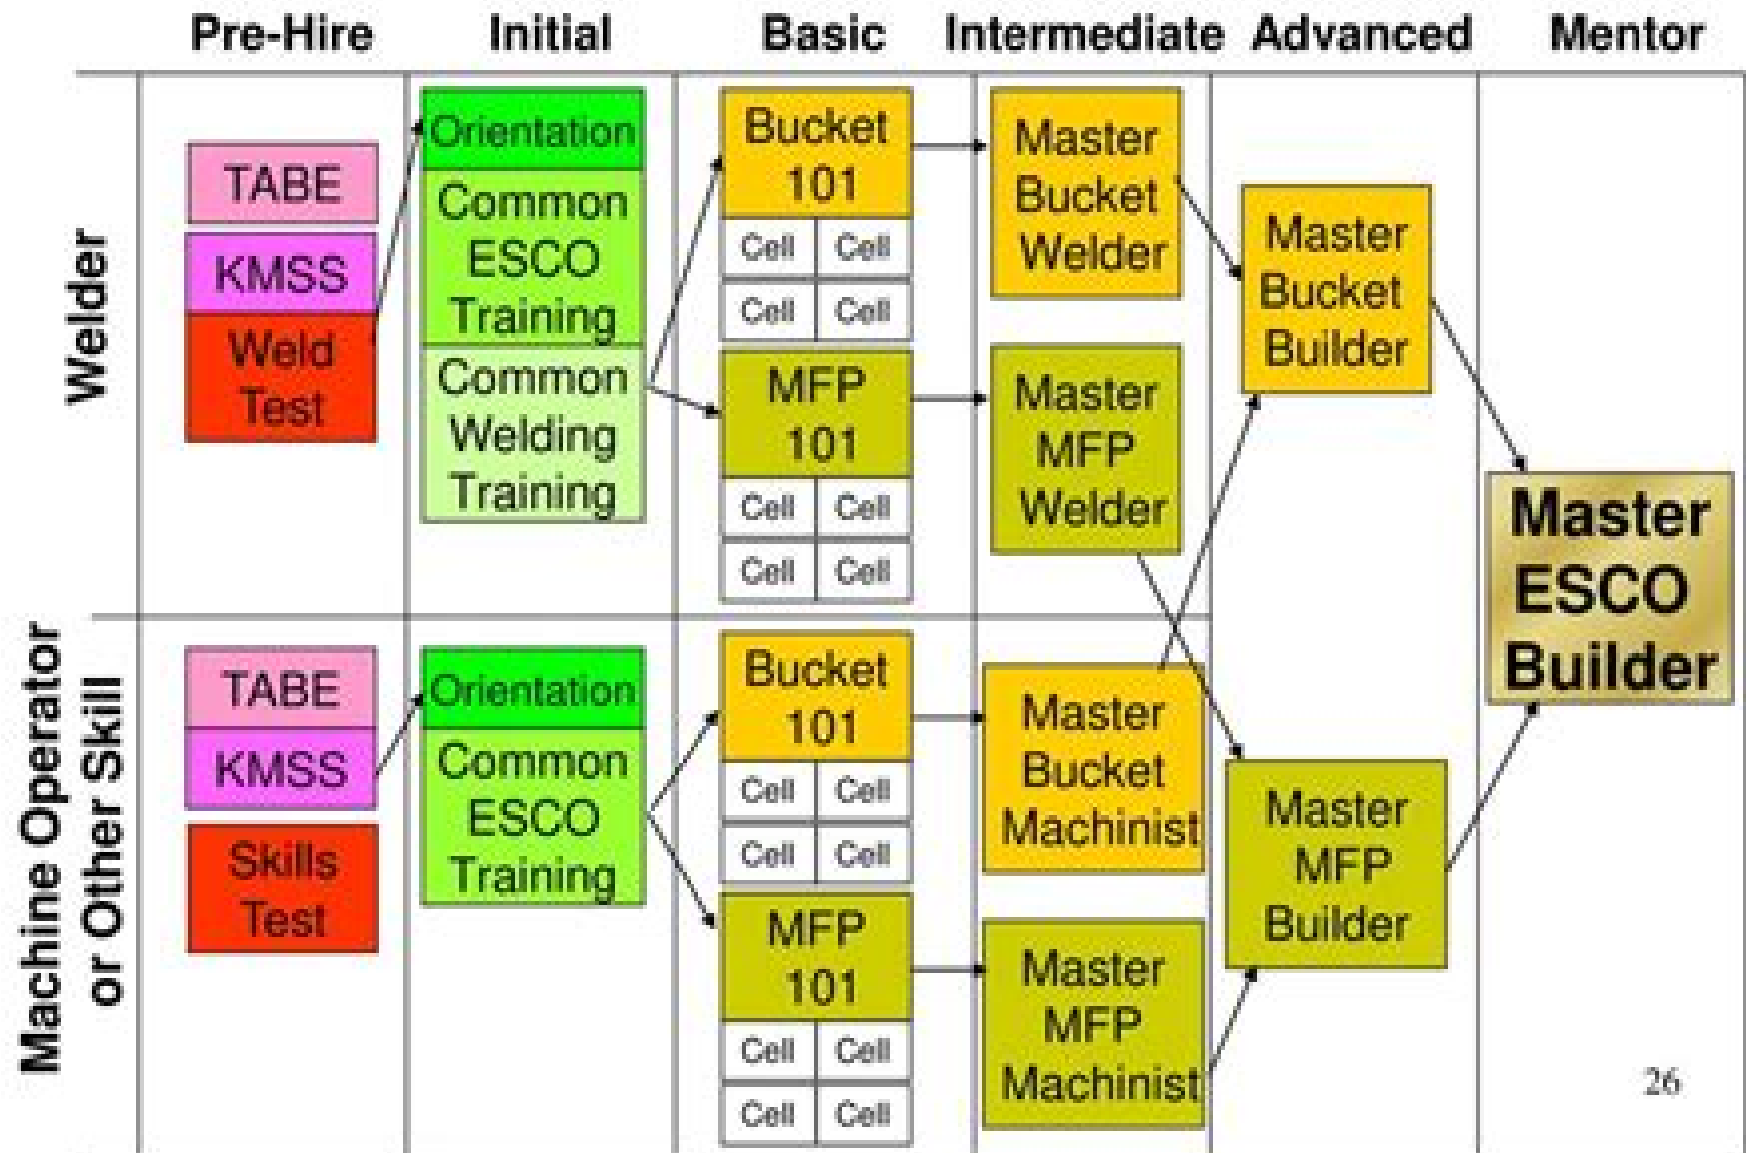 Pre-Hire Initial Basic Intermediate Advanced Mentor
Welder
TABE
KMSS
Weld
Test
Orientation
Common
ESCO
Training
Common
Welding
Training
Bucket
101
Cell Cell
Cell Cell
MFP
101
Cell Cell
Cell Cell
Master
Bucket
Welder
Master
MFP
Welder
Master
Bucket
Builder
Master
ESCO
Builder
Machine Operator
or Other Skill
TABE
KMSS
Skills
Test
Orientation
Common
ESCO
Training
Bucket
101
Cell Cell
Cell Cell
MFP
101
Cell Cell
Cell Cell
Master
Bucket
Machinist
Master
MFP
Machinist
Master
MFP
Builder
26